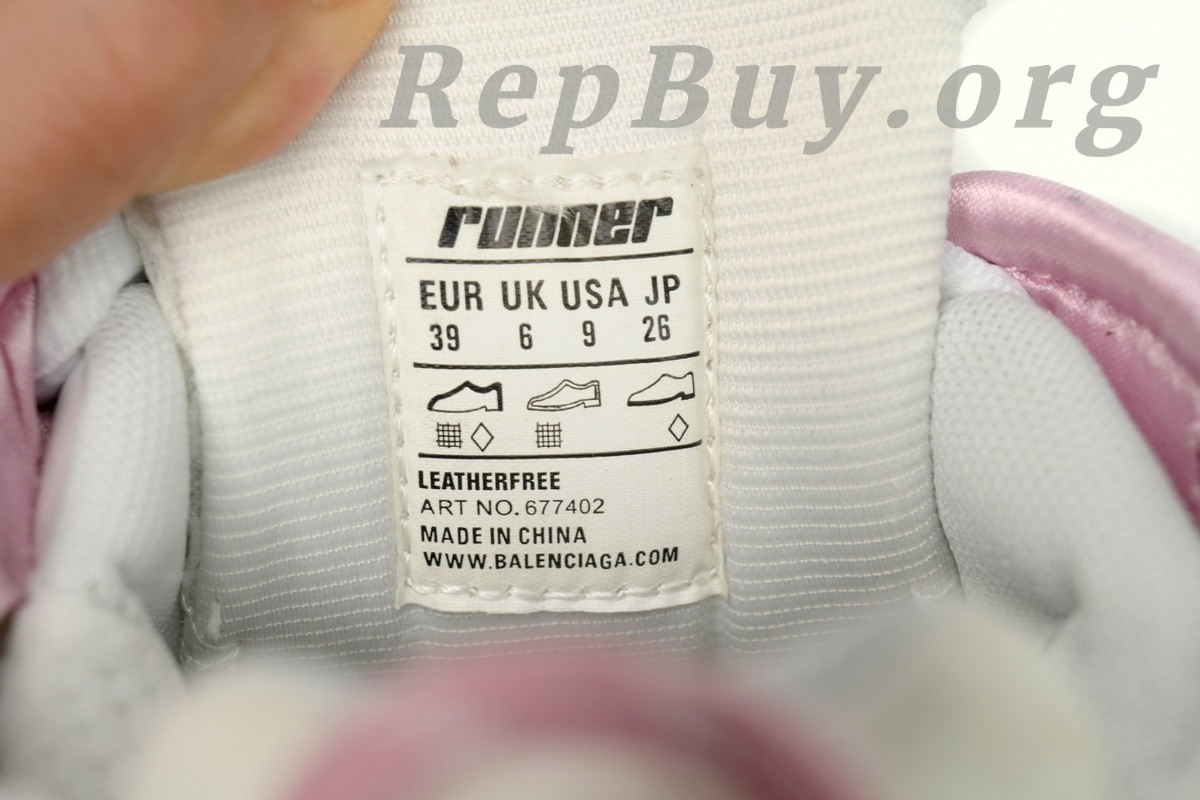 RepBuy.org
runner
EUR UK USA JP
39 6 9 26
LEATHERFREE
ART NO. 677402
MADE IN CHINA
WWW.BALENCIAGA.COM